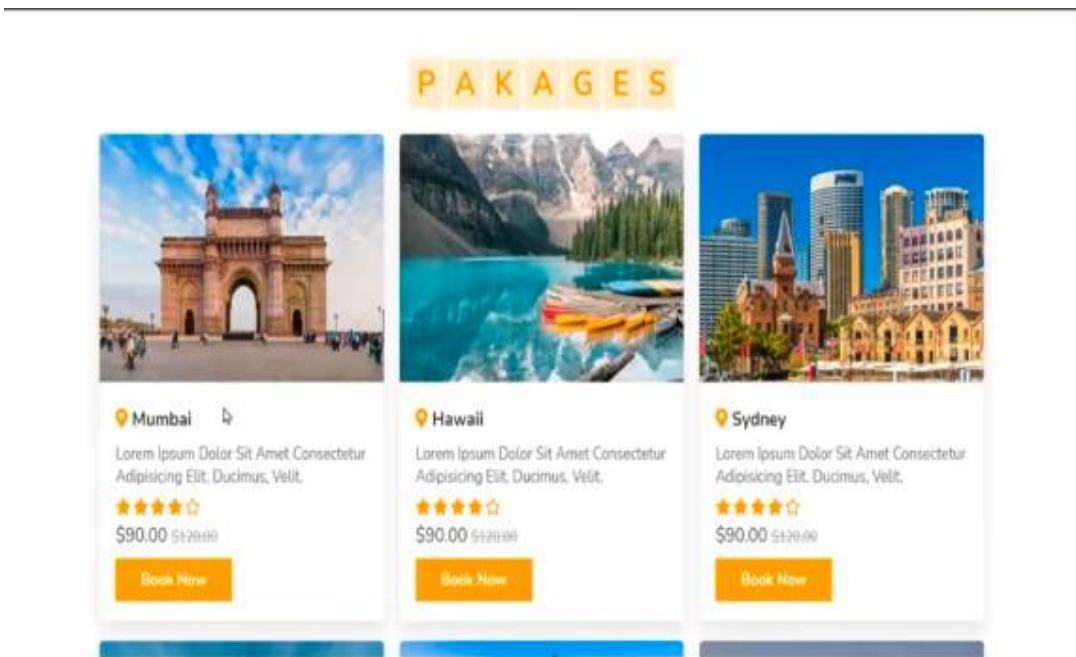 PAKAGES
Mumbai
Lorem Ipsum Dolor Sit Amet Consectetur
Adipisicing Elit. Ducimus, Velit.
$90.00 $120.00
Book Now
Hawaii
Lorem Ipsum Dolor Sit Amet Consectetur
Adipisicing Elit. Ducimus, Velit.
$90.00 $120.00
Book Now
Sydney
Lorem Ipsum Dolor Sit Amet Consectetur
Adipisicing Elit. Ducimus, Velit.
$90.00 $120.00
Book Now